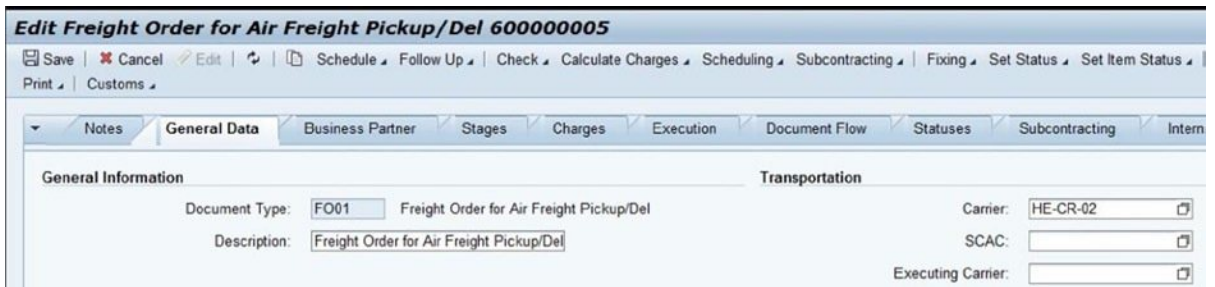 Edit Freight Order for Air Freight Pickup/Del 600000005
Save | Cancel Edit | | Schedule Follow Up | Check Calculate Charges Scheduling Subcontracting | Fixing Set Status Set Item Status |
Print | Customs
Notes General Data Business Partner Stages Charges Execution Document Flow Statuses Subcontracting Intern
General Information Transportation
Document Type: FO01 Freight Order for Air Freight Pickup/Del Carrier: HE-CR-02
Description: Freight Order for Air Freight Pickup/Del SCAC:
Executing Carrier: